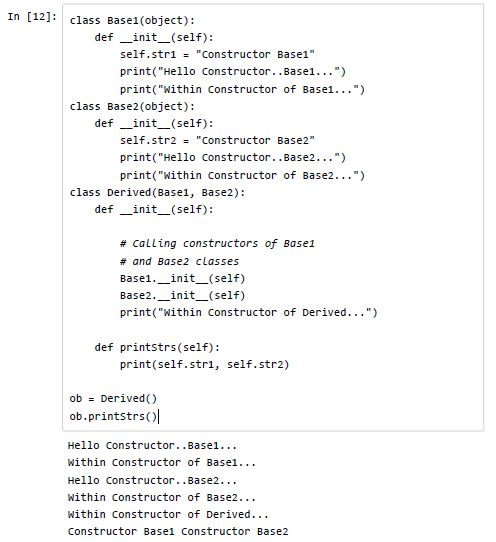 In [12]:
class Base1(object):
    def __init__(self):
        self.str1 = "Constructor Base1"
        print("Hello Constructor..Base1...")
        print("Within Constructor of Base1...")
class Base2(object):
    def __init__(self):
        self.str2 = "Constructor Base2"
        print("Hello Constructor..Base2...")
        print("Within Constructor of Base2...")
class Derived(Base1, Base2):
    def __init__(self):

        # Calling constructors of Base1
        # and Base2 classes
        Base1.__init__(self)
        Base2.__init__(self)
        print("Within Constructor of Derived...")

    def printStrs(self):
        print(self.str1, self.str2)

ob = Derived()
ob.printStrs()
Hello Constructor..Base1...
Within Constructor of Base1...
Hello Constructor..Base2...
Within Constructor of Base2...
Within Constructor of Derived...
Constructor Base1 Constructor Base2